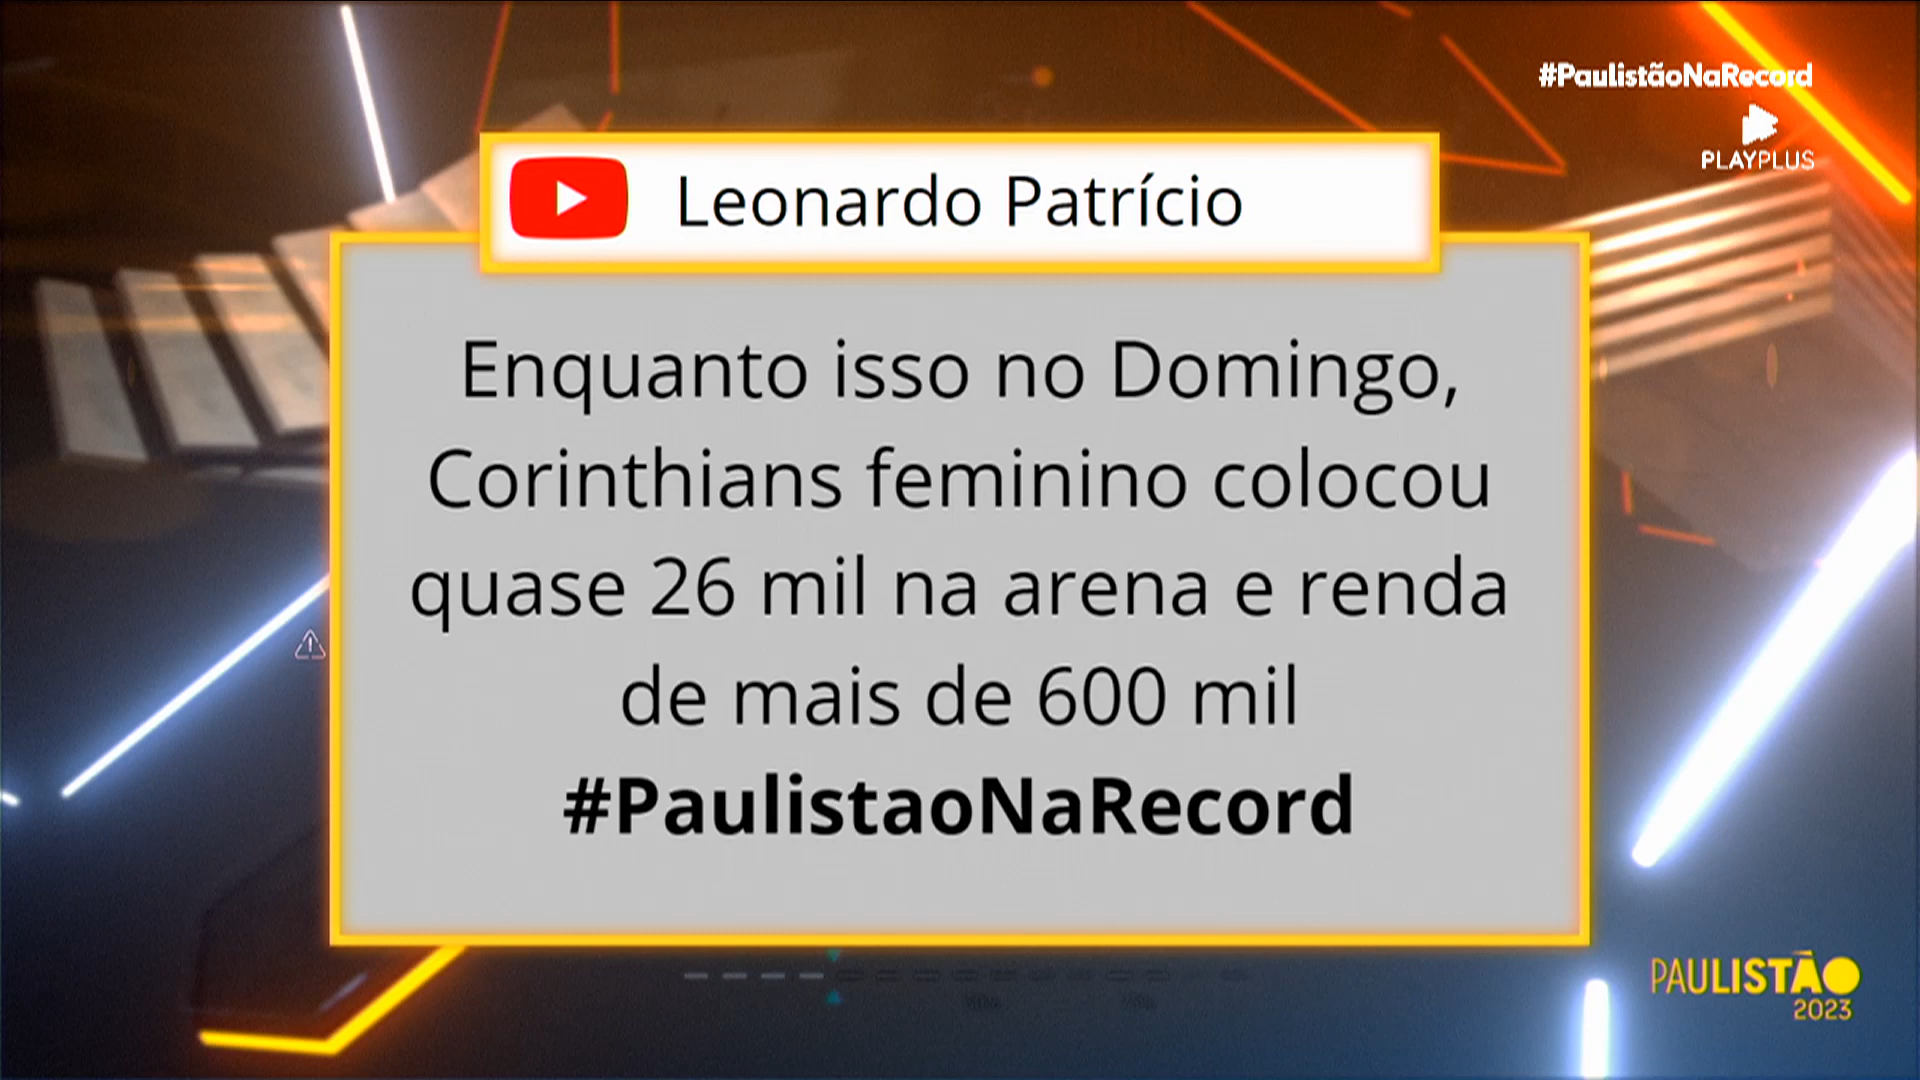 #PaulistãoNaRecord
PLAYPLUS
Leonardo Patrício
Enquanto isso no Domingo,
Corinthians feminino colocou
quase 26 mil na arena e renda
de mais de 600 mil
#PaulistaoNaRecord
PAULISTÃO
2023